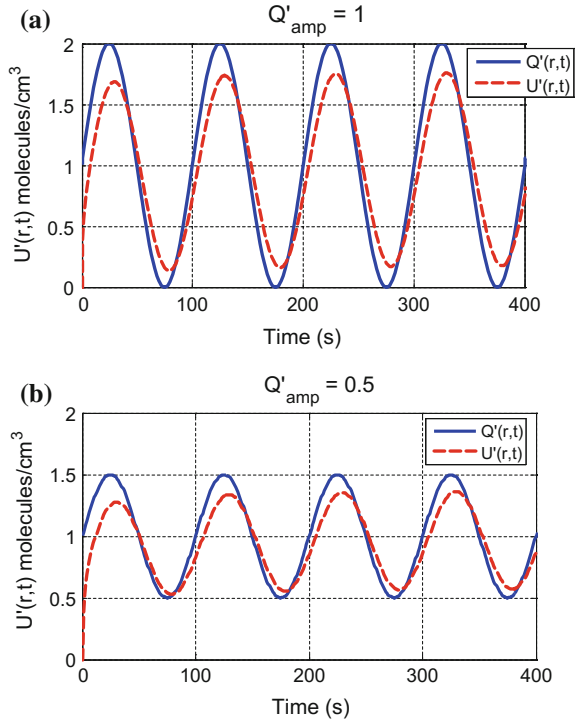 (a)
Q'amp = 1
U'(r,t) molecules/cm³
2
1.5
1
0.5
0
Q'(r,t)
U'(r,t)
0 100 200 300 400
Time (s)
(b)
Q'amp = 0.5
U'(r,t) molecules/cm³
2
1.5
1
0.5
0
Q'(r,t)
U'(r,t)
0 100 200 300 400
Time (s)